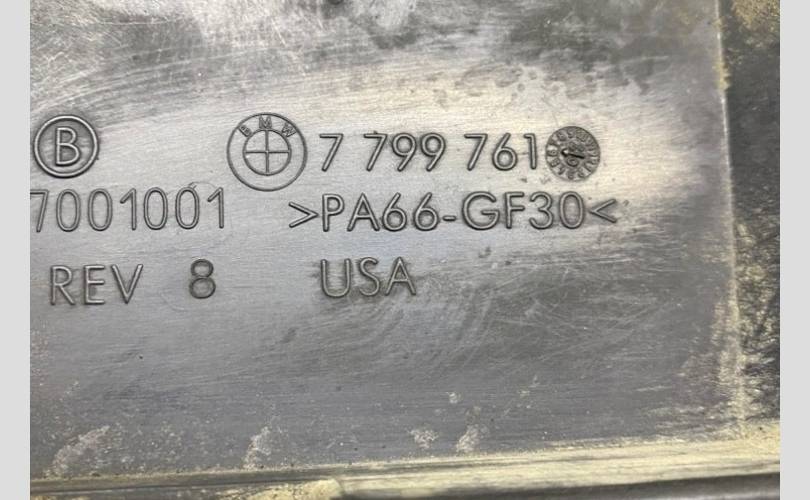 B BMW 7 799 761
7001001 >PA66-GF30<
REV 8 USA